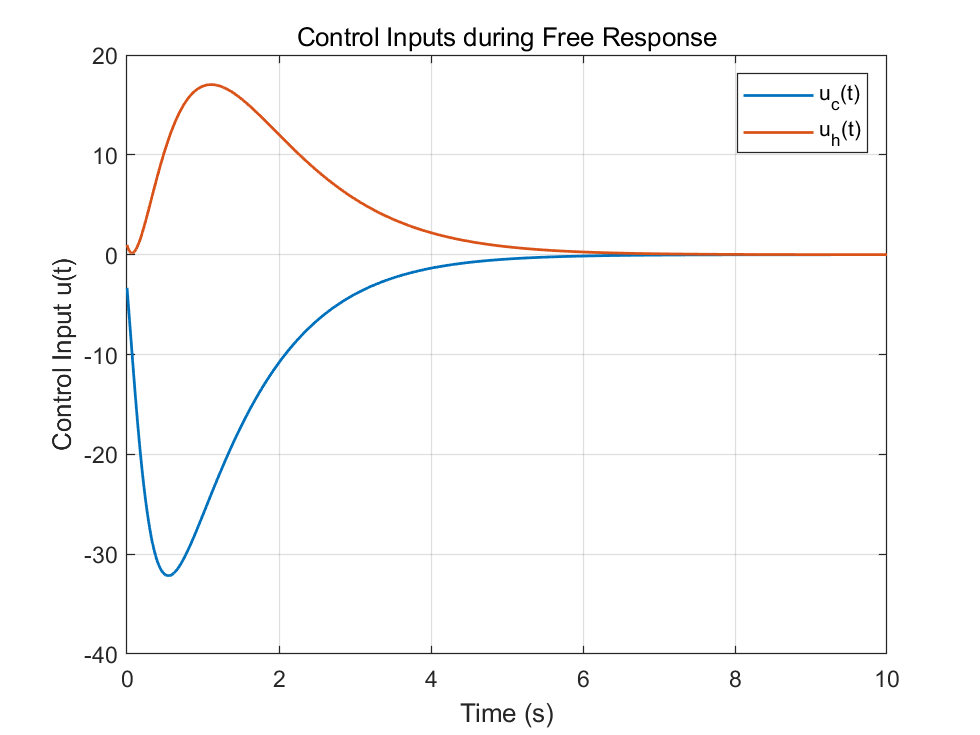 Control Inputs during Free Response
20
10
0
-10
-20
-30
-40
Control Input u(t)
u_c(t)
u_h(t)
0 2 4 6 8 10
Time (s)